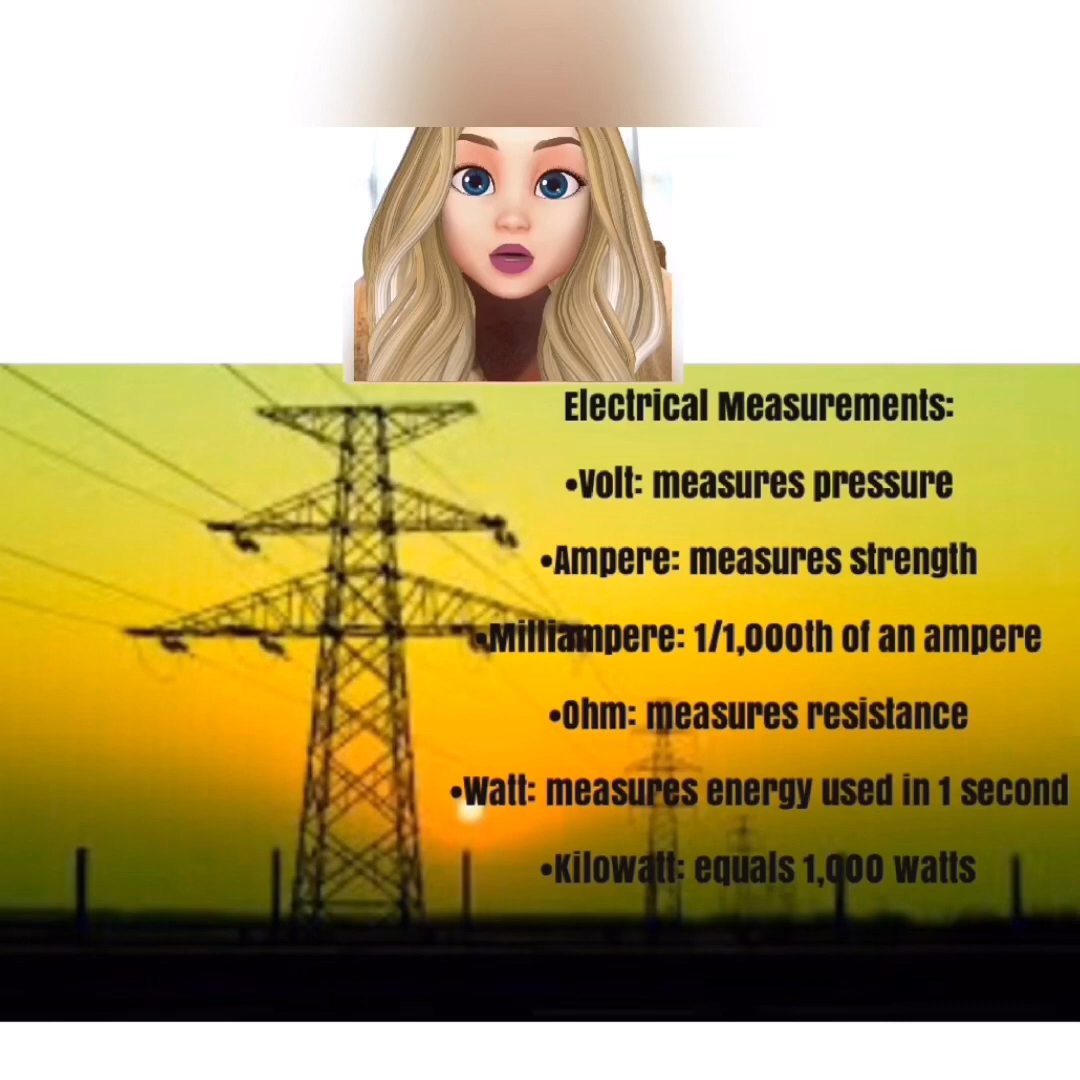 Electrical Measurements:
•Volt: measures pressure
•Ampere: measures strength
•Milliampere: 1/1,000th of an ampere
•Ohm: measures resistance
•Watt: measures energy used in 1 second
•Kilowatt: equals 1,000 watts